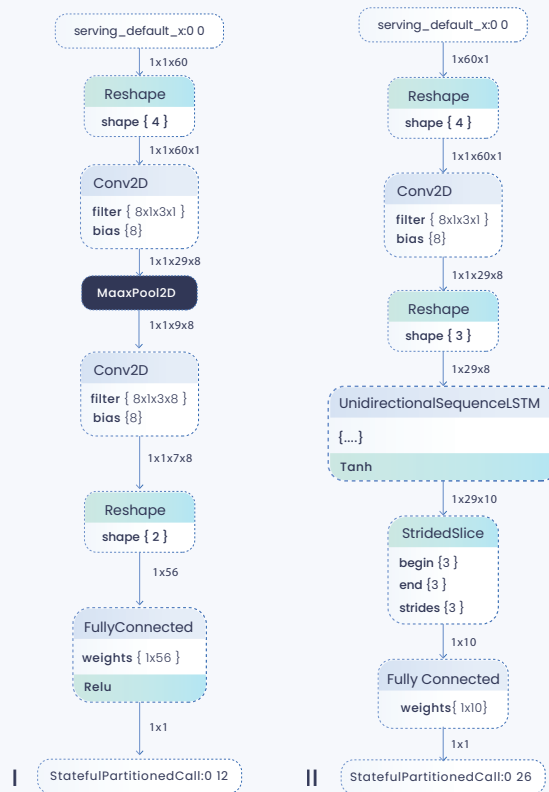 serving_default_x:0 0
1x1x60
Reshape
shape { 4 }
1x1x60x1
Conv2D
filter { 8x1x3x1 }
bias {8}
1x1x29x8
MaaxPool2D
1x1x9x8
Conv2D
filter { 8x1x3x8 }
bias {8}
1x1x7x8
Reshape
shape { 2 }
1x56
FullyConnected
weights { 1x56 }
Relu
1x1
StatefulPartitionedCall:0 12
I
serving_default_x:0 0
1x60x1
Reshape
shape { 4 }
1x1x60x1
Conv2D
filter { 8x1x3x1 }
bias {8}
1x1x29x8
Reshape
shape { 3 }
1x29x8
UnidirectionalSequenceLSTM
{....}
Tanh
1x29x10
StridedSlice
begin {3 }
end {3 }
strides {3 }
1x10
Fully Connected
weights{ 1x10}
1x1
StatefulPartitionedCall:0 26
II